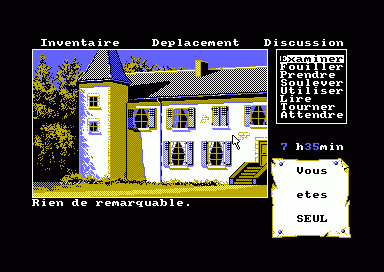 Inventaire Deplacement Discussion
Examiner
Fouiller
Prendre
Soulever
Utiliser
Lire
Tourner
Attendre
7 h35min
Vous
etes
SEUL
Rien de remarquable.